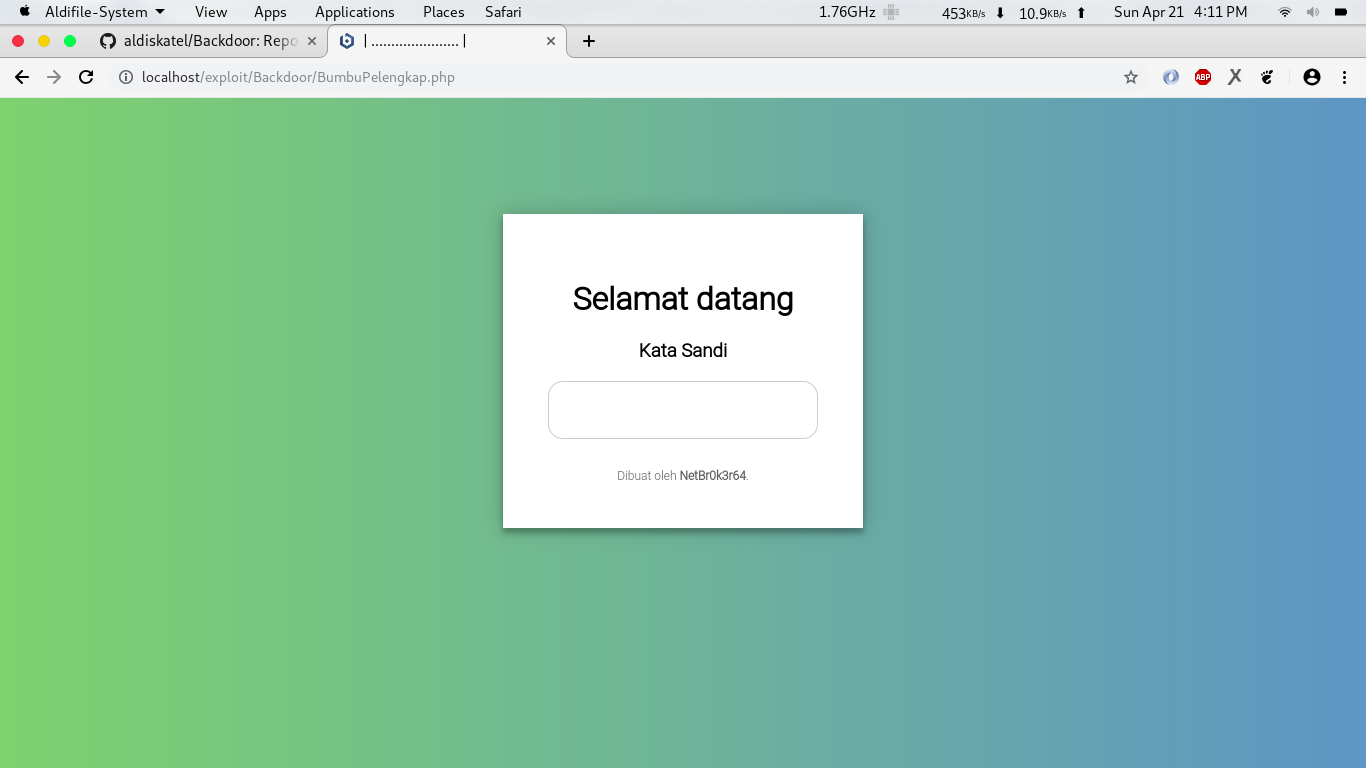 Aldifile-System View Apps Applications Places Safari 1.76GHz 453KB/s 10.9KB/s Sun Apr 21 4:11 PM
aldiskatel/Backdoor: Repo | ...................... |
localhost/exploit/Backdoor/BumbuPelengkap.php ABP
Selamat datang
Kata Sandi
Dibuat oleh NetBr0k3r64.